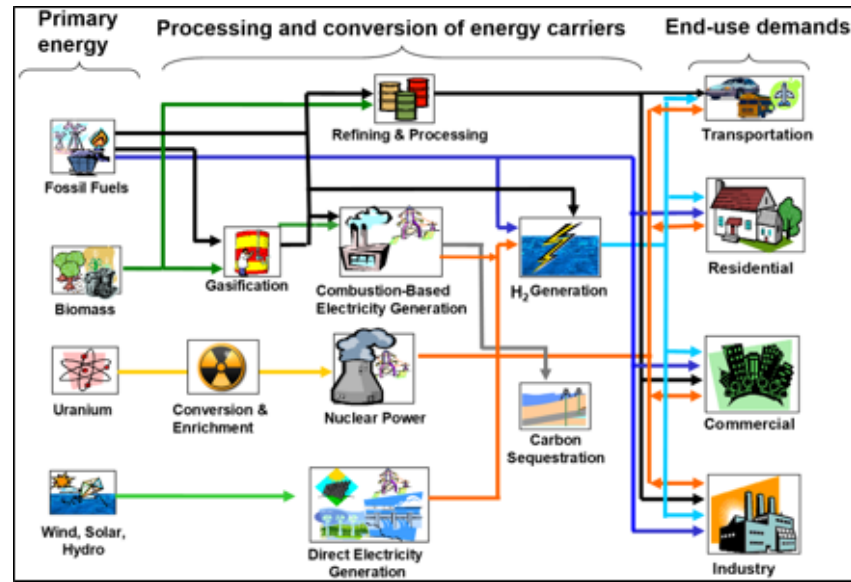 Primary
energy
Processing and conversion of energy carriers
End-use demands
Refining & Processing
Transportation
Fossil Fuels
Gasification
Combustion-Based
Electricity Generation
H₂ Generation
Residential
Biomass
Uranium
Conversion &
Enrichment
Nuclear Power
Carbon
Sequestration
Commercial
Wind, Solar,
Hydro
Direct Electricity
Generation
Industry